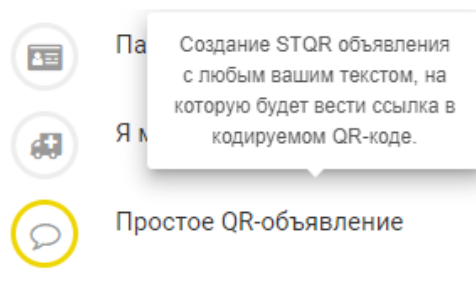 Па
Создание STQR объявления
с любым вашим текстом, на
которую будет вести ссылка в
кодируемом QR-коде.
Я
Простое QR-объявление